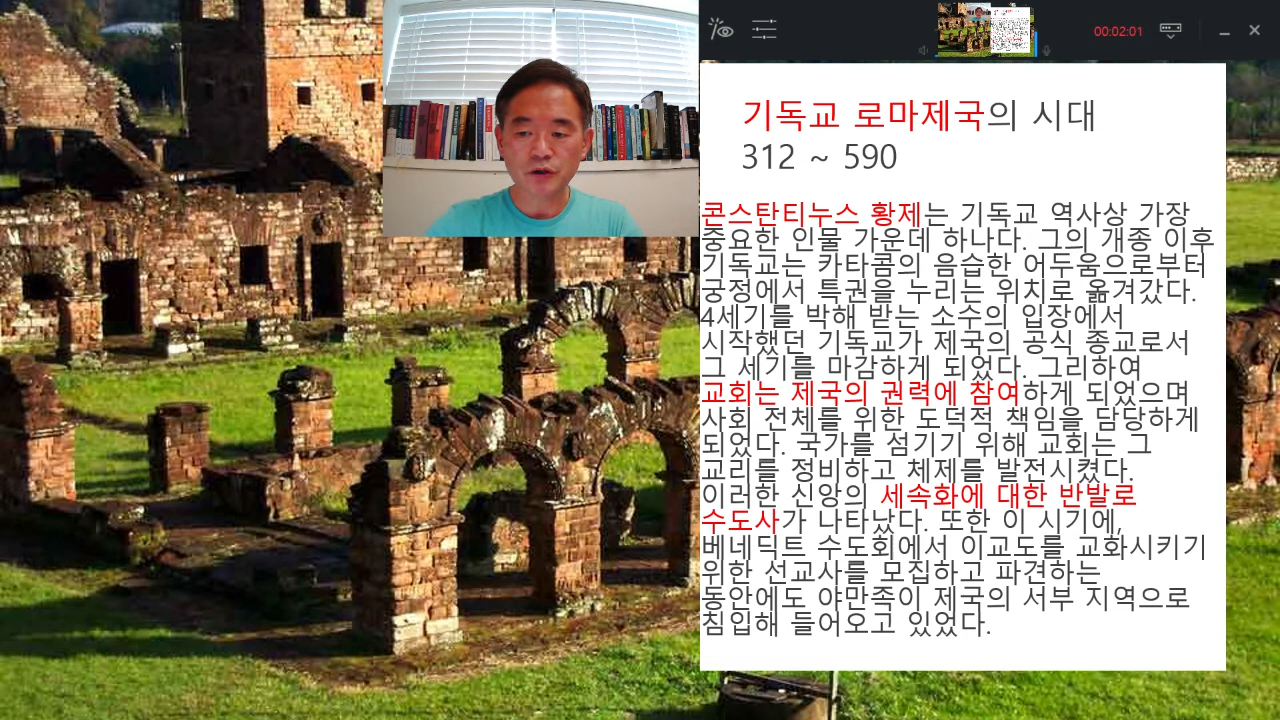 00:02:01
기독교 로마제국의 시대
312 ~ 590
콘스탄티누스 황제는 기독교 역사상 가장
중요한 인물 가운데 하나다. 그의 개종 이후
기독교는 카타콤의 음습한 어두움으로부터
궁정에서 특권을 누리는 위치로 옮겨갔다.
4세기를 박해 받는 소수의 입장에서
시작했던 기독교가 제국의 공식 종교로서
그 세기를 마감하게 되었다. 그리하여
교회는 제국의 권력에 참여하게 되었으며
사회 전체를 위한 도덕적 책임을 담당하게
되었다. 국가를 섬기기 위해 교회는 그
교리를 정비하고 체제를 발전시켰다.
이러한 신앙의 세속화에 대한 반발로
수도사가 나타났다. 또한 이 시기에,
베네딕트 수도회에서 이교도를 교화시키기
위한 선교사를 모집하고 파견하는
동안에도 야만족이 제국의 서부 지역으로
침입해 들어오고 있었다.